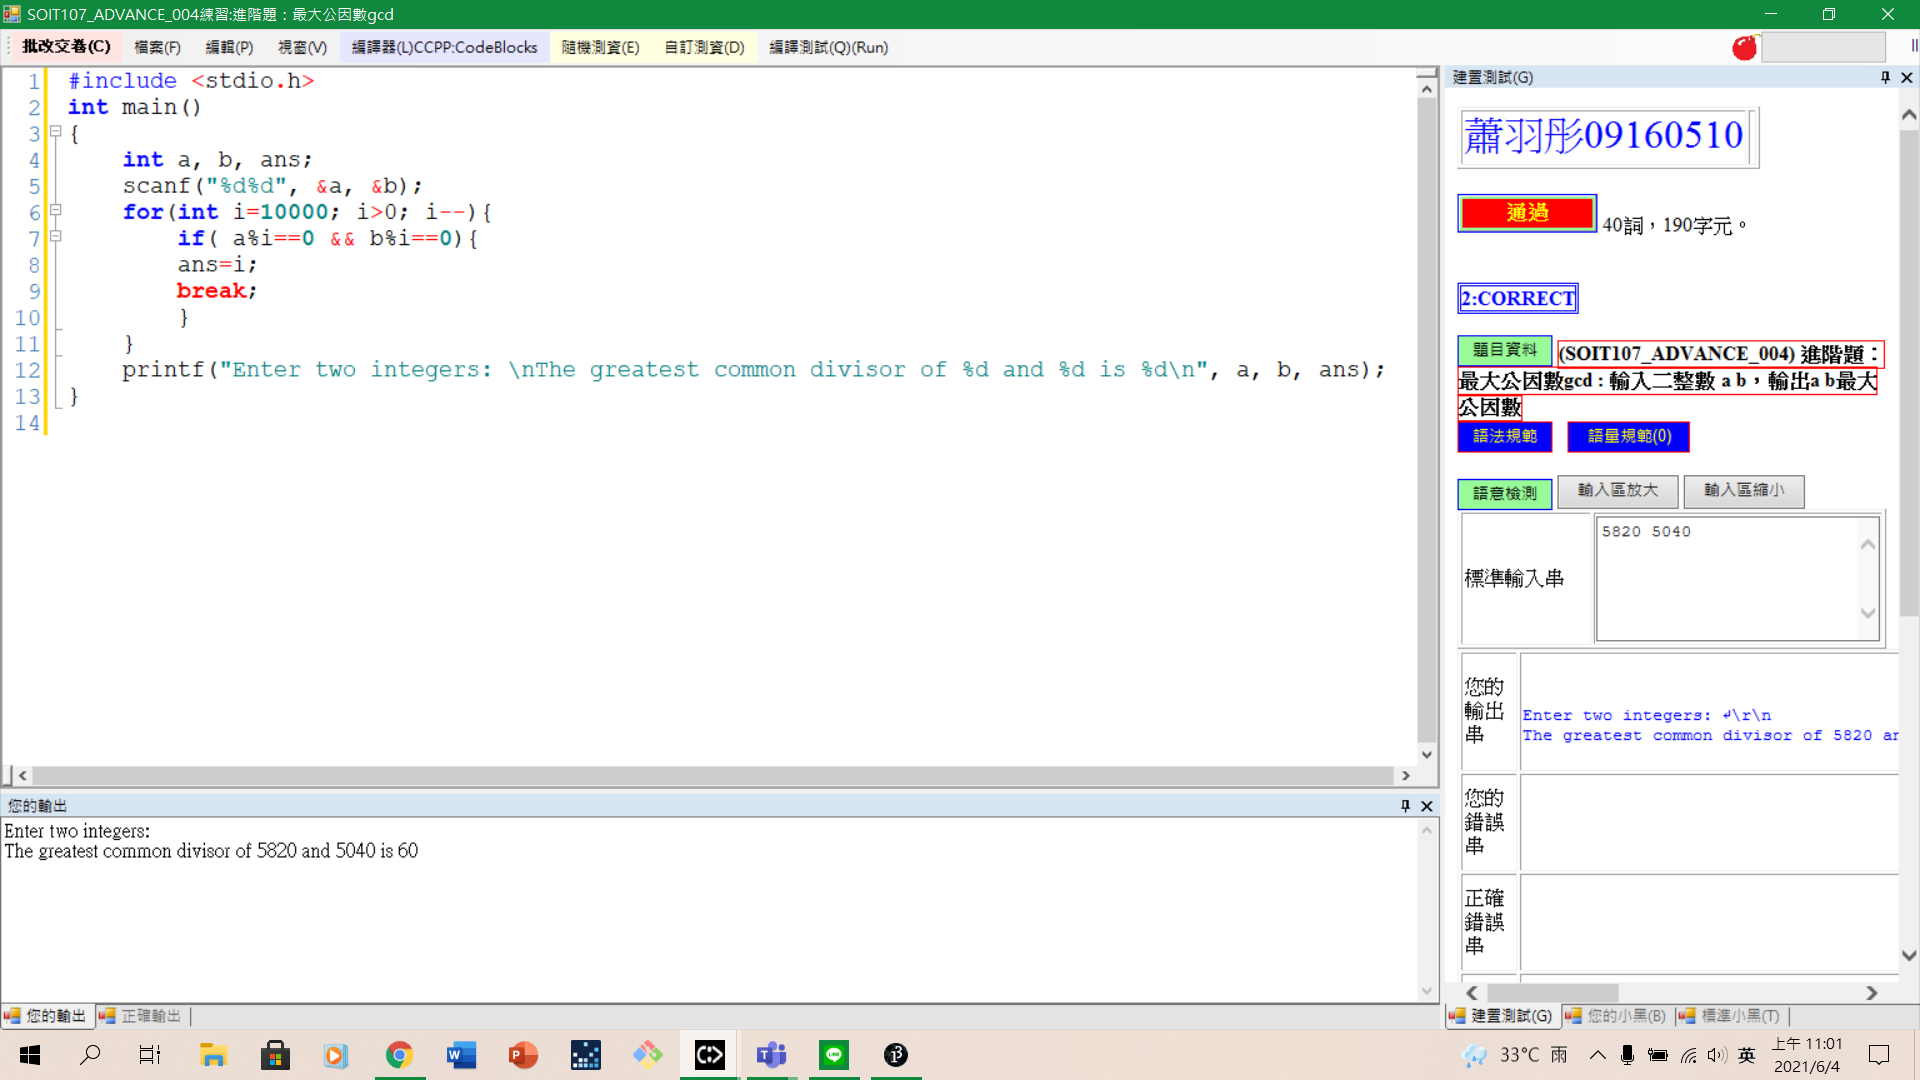 SOIT107_ADVANCE_004練習:進階題：最大公因數gcd
批改交卷(C) 檔案(F) 編輯(P) 視窗(V) 編譯器(L)CCPP:CodeBlocks 隨機測資(E) 自訂測資(D) 編譯測試(Q)(Run)
1 #include <stdio.h>
2 int main()
3 {
4 int a, b, ans;
5 scanf("%d%d", &a, &b);
6 for(int i=10000; i>0; i--){
7 if( a%i==0 && b%i==0){
8 ans=i;
9 break;
10 }
11 }
12 printf("Enter two integers: \nThe greatest common divisor of %d and %d is %d\n", a, b, ans);
13 }
14
您的輸出
Enter two integers:
The greatest common divisor of 5820 and 5040 is 60
您的輸出 正確輸出
建置測試(G)
蕭羽彤09160510
通過 40詞，190字元。
2:CORRECT
題目資料 (SOIT107_ADVANCE_004) 進階題：
最大公因數gcd : 輸入二整數 a b，輸出a b最大
公因數
語法規範 語量規範(0)
語意檢測 輸入區放大 輸入區縮小
標準輸入串 5820 5040
您的
輸出
串
Enter two integers: ↲\r\n
The greatest common divisor of 5820 an
您的
錯誤
串
正確
錯誤
串
建置測試(G) 您的小黑(B) 標準小黑(T)
33°C 雨 英 上午 11:01
2021/6/4